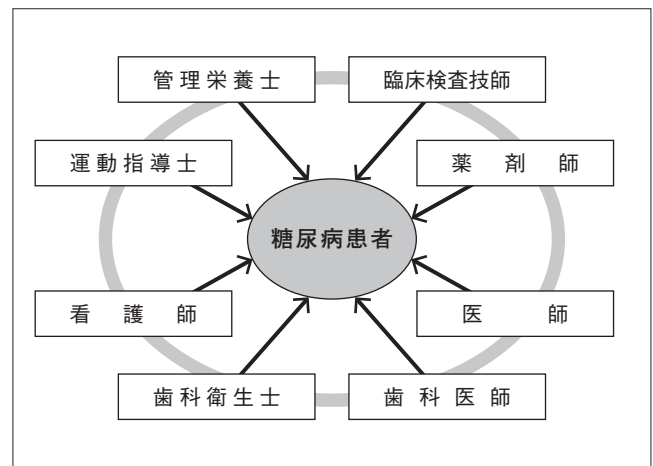 管理栄養士
臨床検査技師
運動指導士
薬剤師
糖尿病患者
看護師
医師
歯科衛生士
歯科医師